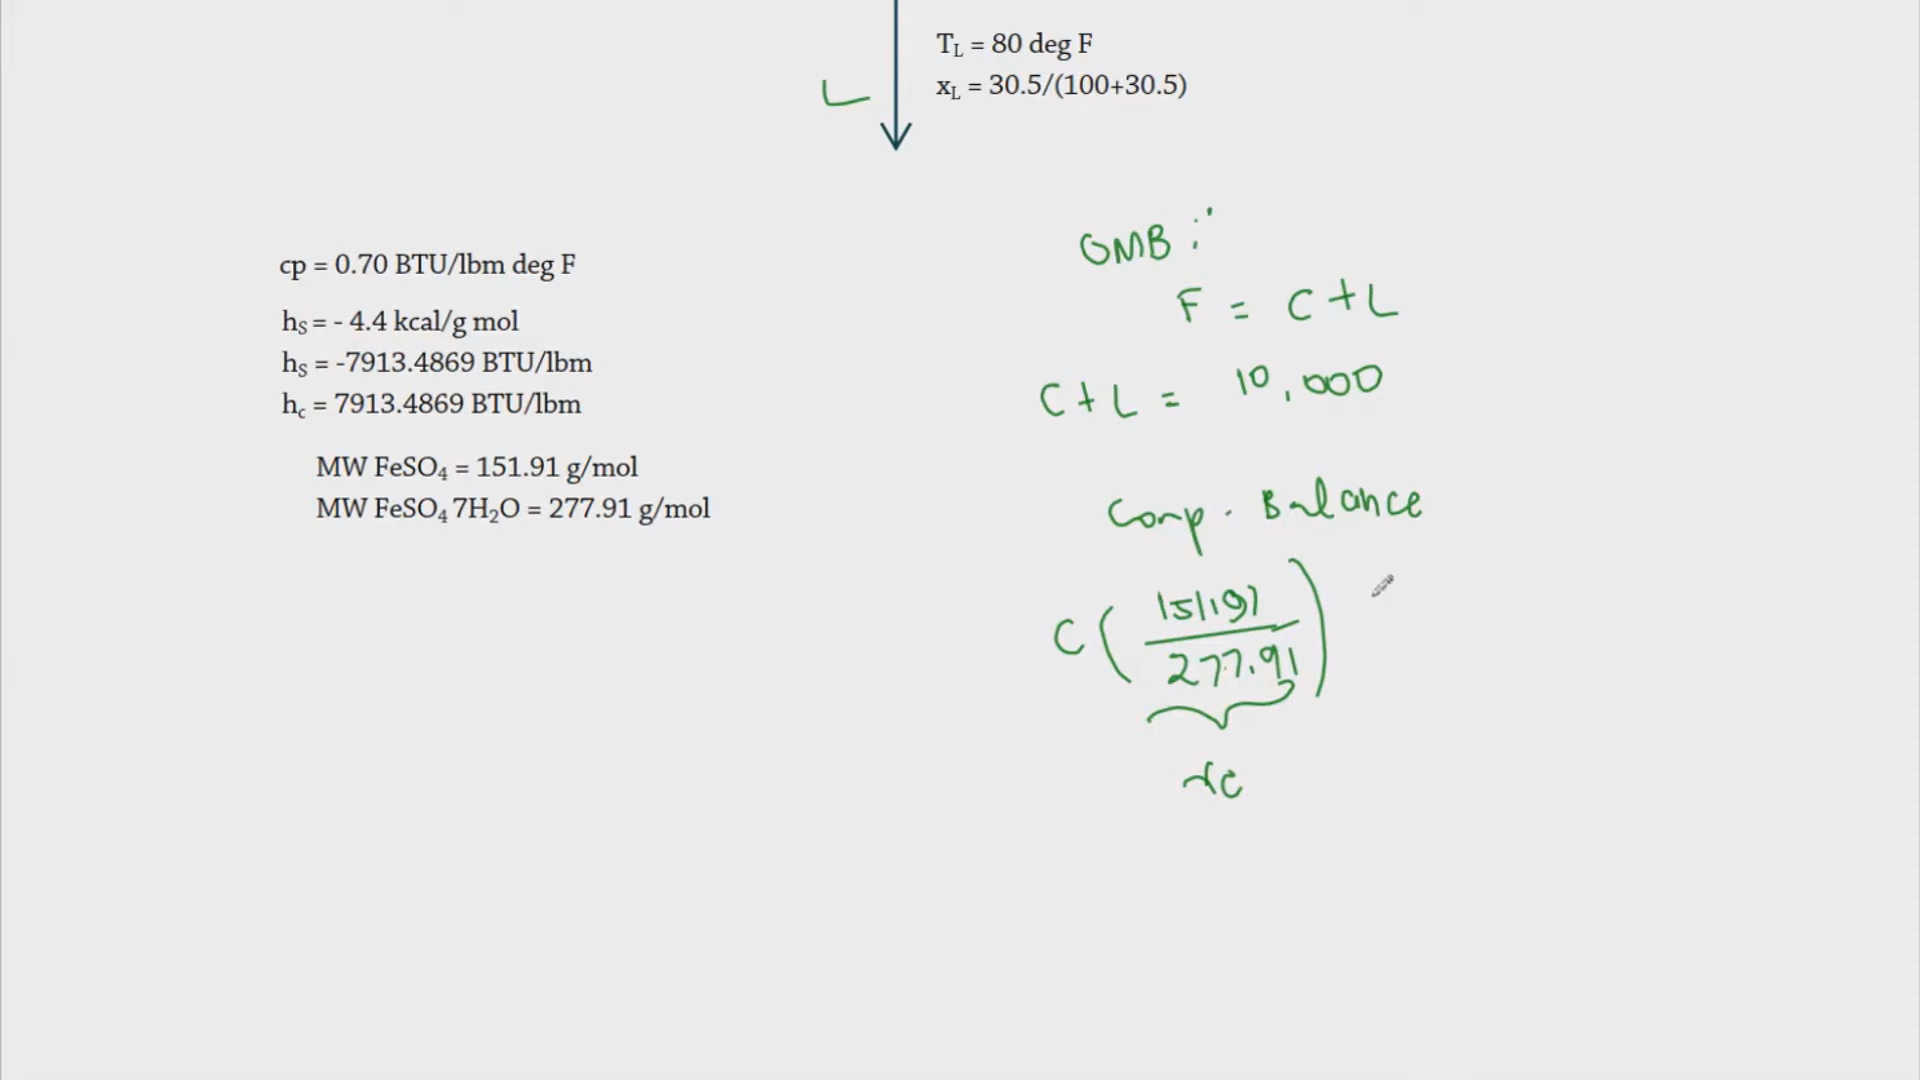 T_L = 80 deg F
x_L = 30.5/(100+30.5)
L
cp = 0.70 BTU/lbm deg F
h_S = - 4.4 kcal/g mol
h_S = -7913.4869 BTU/lbm
h_c = 7913.4869 BTU/lbm
MW FeSO₄ = 151.91 g/mol
MW FeSO₄ 7H₂O = 277.91 g/mol
OMB :
F = C + L
C + L = 10,000
Comp. Balance
C ( 151.91 / 277.91 )
xc